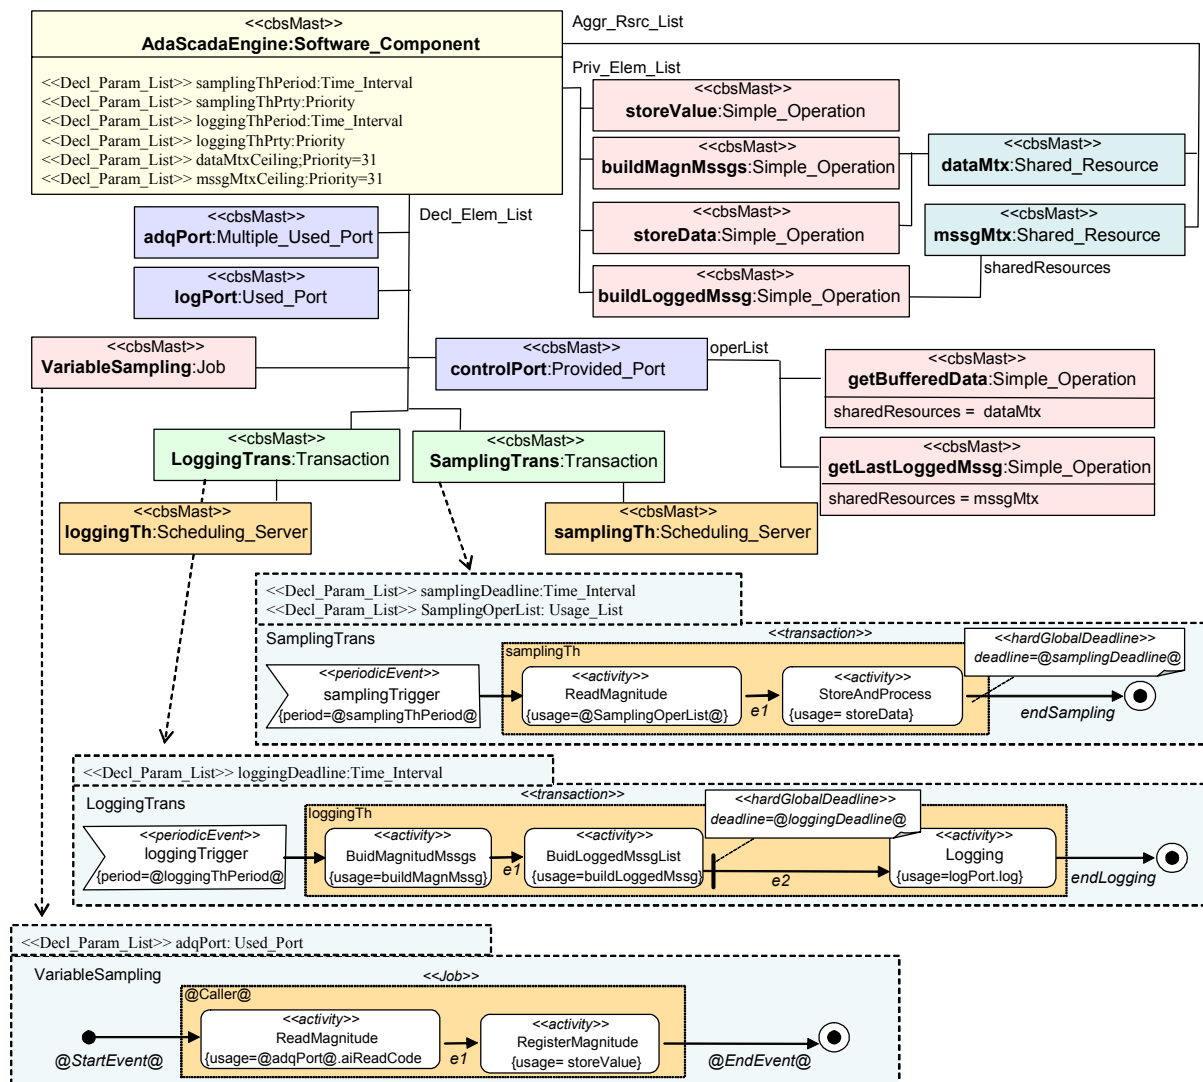 <<cbsMast>>
AdaScadaEngine:Software_Component
<<Decl_Param_List>> samplingThPeriod:Time_Interval
<<Decl_Param_List>> samplingThPrty:Priority
<<Decl_Param_List>> loggingThPeriod:Time_Interval
<<Decl_Param_List>> loggingThPrty:Priority
<<Decl_Param_List>> dataMtxCeiling;Priority=31
<<Decl_Param_List>> mssgMtxCeiling:Priority=31
Aggr_Rsrc_List
Priv_Elem_List
<<cbsMast>>
storeValue:Simple_Operation
<<cbsMast>>
buildMagnMssgs:Simple_Operation
<<cbsMast>>
dataMtx:Shared_Resource
<<cbsMast>>
storeData:Simple_Operation
<<cbsMast>>
mssgMtx:Shared_Resource
sharedResources
<<cbsMast>>
buildLoggedMssg:Simple_Operation
Decl_Elem_List
<<cbsMast>>
adqPort:Multiple_Used_Port
<<cbsMast>>
logPort:Used_Port
<<cbsMast>>
VariableSampling:Job
<<cbsMast>>
controlPort:Provided_Port
operList
<<cbsMast>>
getBufferedData:Simple_Operation
sharedResources = dataMtx
<<cbsMast>>
getLastLoggedMssg:Simple_Operation
sharedResources = mssgMtx
<<cbsMast>>
LoggingTrans:Transaction
<<cbsMast>>
SamplingTrans:Transaction
<<cbsMast>>
loggingTh:Scheduling_Server
<<cbsMast>>
samplingTh:Scheduling_Server
<<Decl_Param_List>> samplingDeadline:Time_Interval
<<Decl_Param_List>> SamplingOperList: Usage_List
SamplingTrans
<<transaction>>
<<hardGlobalDeadline>>
deadline=@samplingDeadline@
samplingTh
<<periodicEvent>>
samplingTrigger
{period=@samplingThPeriod@
<<activity>>
ReadMagnitude
{usage=@SamplingOperList@}
e1
<<activity>>
StoreAndProcess
{usage= storeData}
endSampling
<<Decl_Param_List>> loggingDeadline:Time_Interval
LoggingTrans
<<transaction>>
<<hardGlobalDeadline>>
deadline=@loggingDeadline@
loggingTh
<<periodicEvent>>
loggingTrigger
{period=@loggingThPeriod@
<<activity>>
BuidMagnitudMssgs
{usage=buildMagnMssg}
e1
<<activity>>
BuidLoggedMssgList
{usage=buildLoggedMssg}
e2
<<activity>>
Logging
{usage=logPort.log}
endLogging
<<Decl_Param_List>> adqPort: Used_Port
VariableSampling
<<Job>>
@Caller@
@StartEvent@
<<activity>>
ReadMagnitude
{usage=@adqPort@.aiReadCode
e1
<<activity>>
RegisterMagnitude
{usage= storeValue}
@EndEvent@